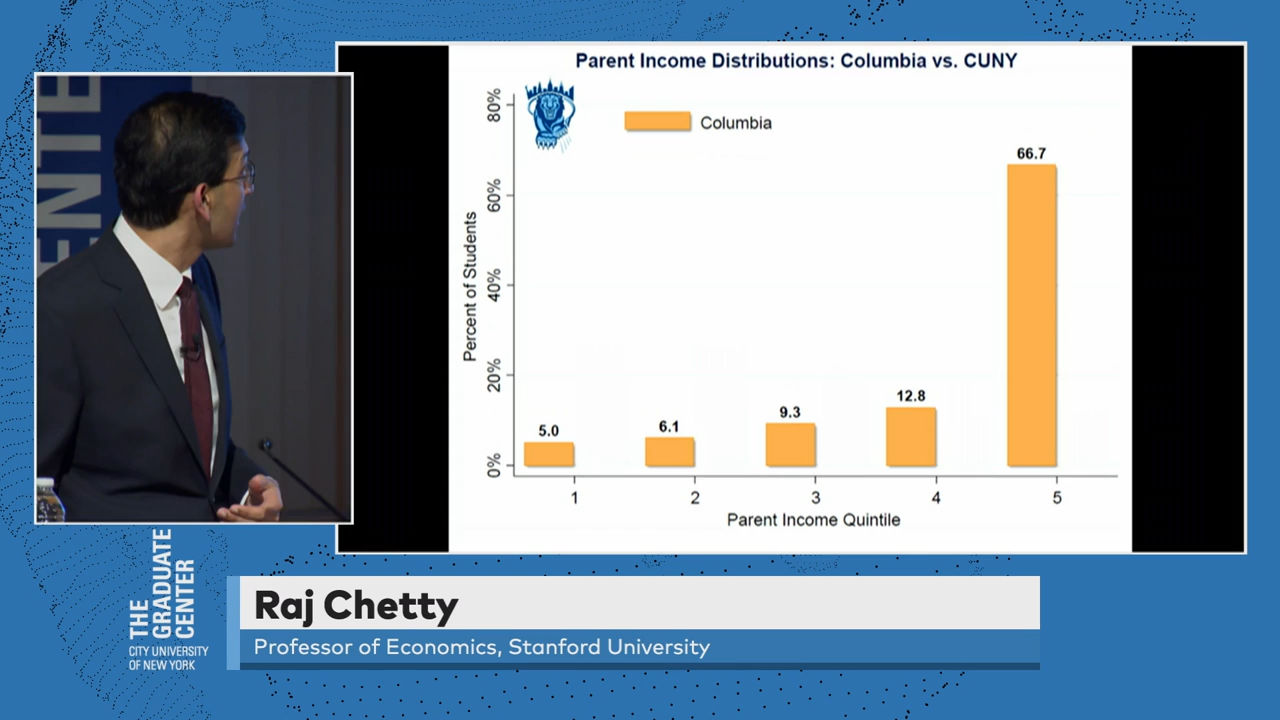 ENTE
Parent Income Distributions: Columbia vs. CUNY
Columbia
Percent of Students
80%
60%
40%
20%
0%
5.0
6.1
9.3
12.8
66.7
1
2
3
4
5
Parent Income Quintile
THE
GRADUATE
CENTER
CITY UNIVERSITY
OF NEW YORK
Raj Chetty
Professor of Economics, Stanford University